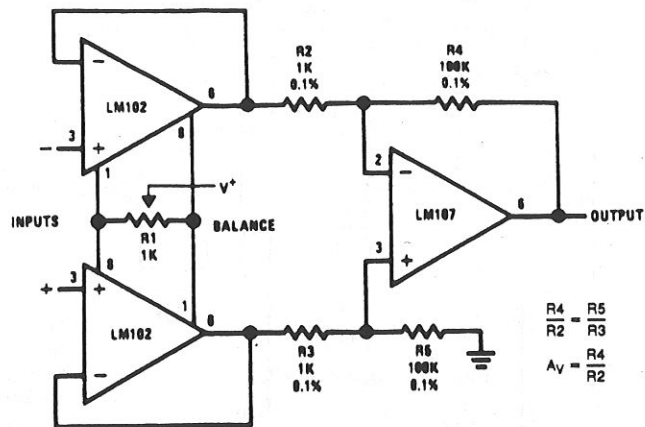 6
LM102
8
3
-
+
1
INPUTS
V+
R1
1K
BALANCE
8
3
+
+
1
LM102
6
-
R2
1K
0.1%
R4
100K
0.1%
2
-
LM107
6
OUTPUT
3
+
R3
1K
0.1%
R5
100K
0.1%
R4/R2 = R5/R3
AV = R4/R2